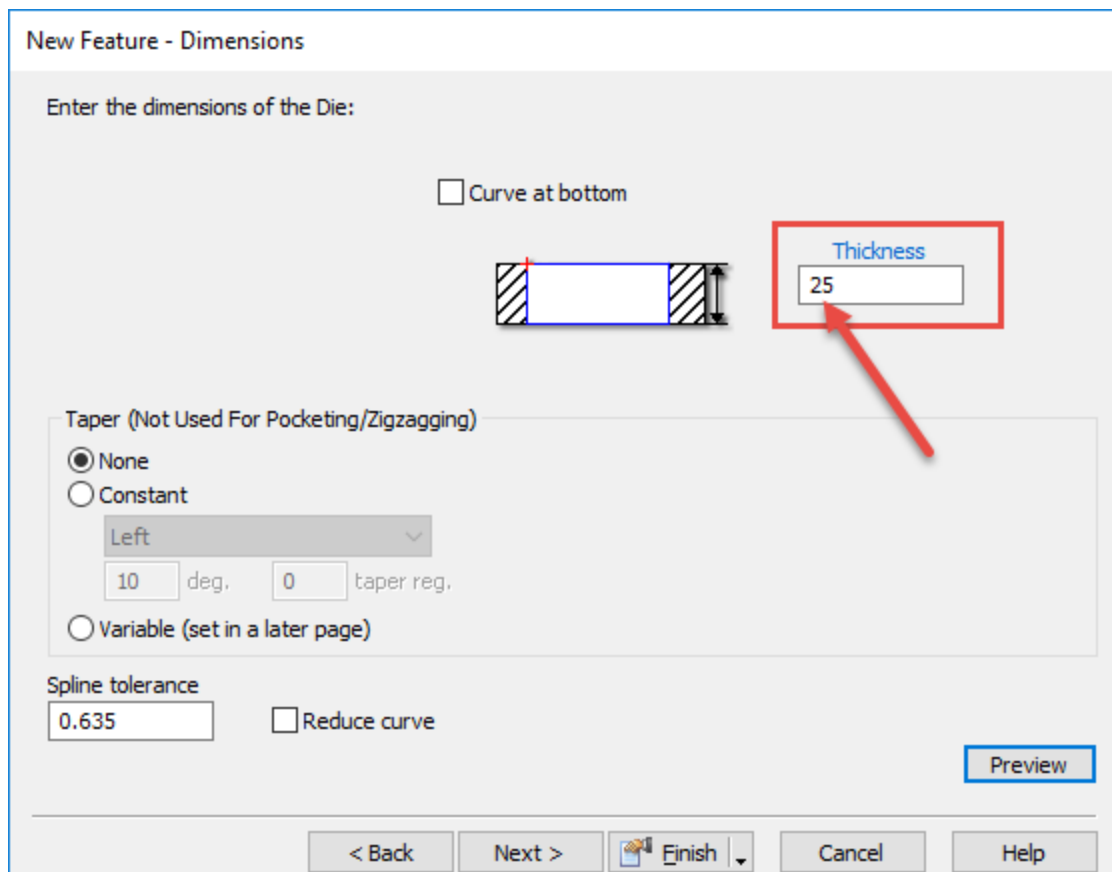 New Feature - Dimensions
Enter the dimensions of the Die:
Curve at bottom
Thickness
25
Taper (Not Used For Pocketing/Zigzagging)
None
Constant
Left
10 deg. 0 taper reg.
Variable (set in a later page)
Spline tolerance
0.635 Reduce curve
Preview
< Back Next > Finish Cancel Help